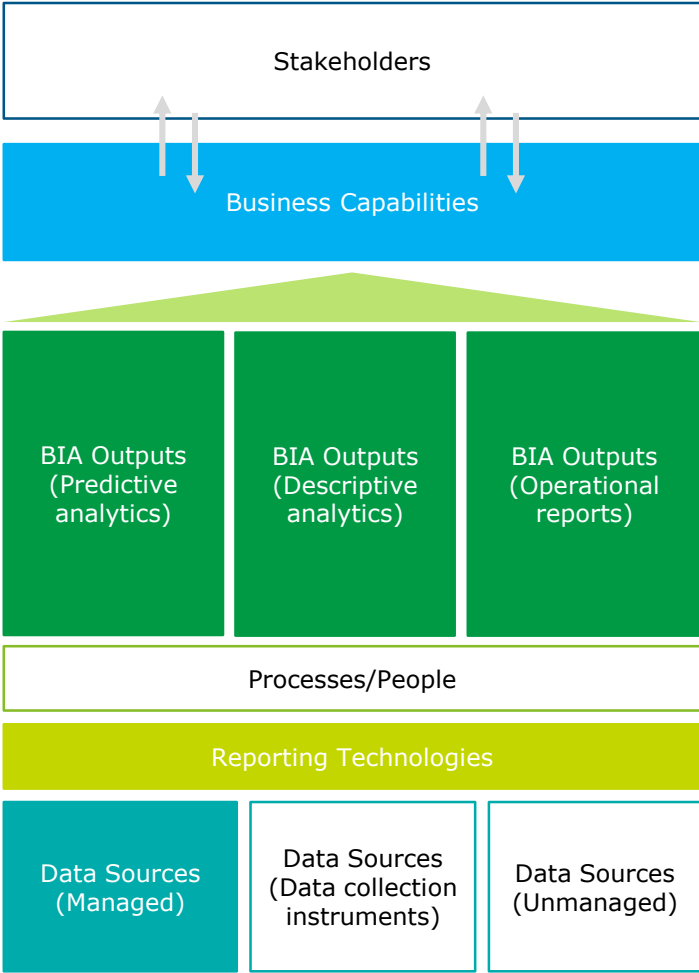 Stakeholders
Business Capabilities
BIA Outputs
(Predictive
analytics)
BIA Outputs
(Descriptive
analytics)
BIA Outputs
(Operational
reports)
Processes/People
Reporting Technologies
Data Sources
(Managed)
Data Sources
(Data collection
instruments)
Data Sources
(Unmanaged)